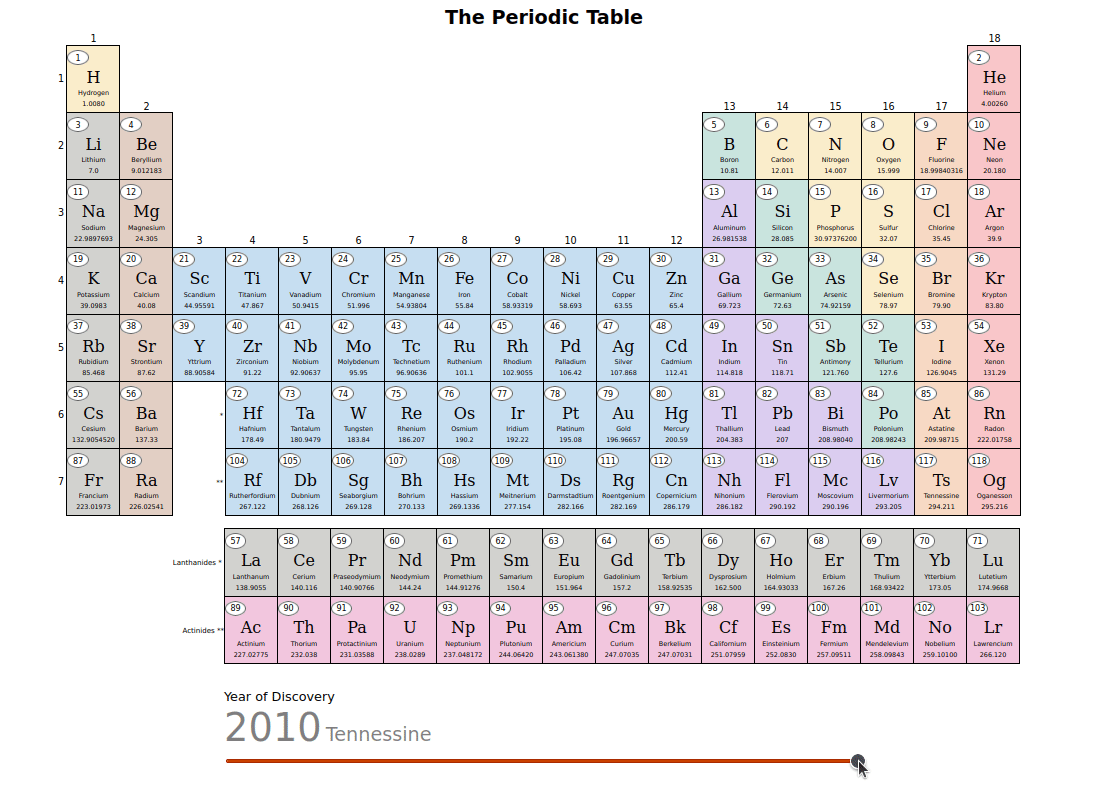 The Periodic Table
1 18
1 2
1 H He
Hydrogen Helium
1.0080 4.00260
2 13 14 15 16 17
3 4 5 6 7 8 9 10
2 Li Be B C N O F Ne
Lithium Beryllium Boron Carbon Nitrogen Oxygen Fluorine Neon
7.0 9.012183 10.81 12.011 14.007 15.999 18.99840316 20.180
11 12 13 14 15 16 17 18
3 Na Mg Al Si P S Cl Ar
Sodium Magnesium Aluminum Silicon Phosphorus Sulfur Chlorine Argon
22.9897693 24.305 26.981538 28.085 30.97376200 32.07 35.45 39.9
3 4 5 6 7 8 9 10 11 12
19 20 21 22 23 24 25 26 27 28 29 30 31 32 33 34 35 36
4 K Ca Sc Ti V Cr Mn Fe Co Ni Cu Zn Ga Ge As Se Br Kr
Potassium Calcium Scandium Titanium Vanadium Chromium Manganese Iron Cobalt Nickel Copper Zinc Gallium Germanium Arsenic Selenium Bromine Krypton
39.0983 40.08 44.95591 47.867 50.9415 51.996 54.93804 55.84 58.93319 58.693 63.55 65.4 69.723 72.63 74.92159 78.97 79.90 83.80
37 38 39 40 41 42 43 44 45 46 47 48 49 50 51 52 53 54
5 Rb Sr Y Zr Nb Mo Tc Ru Rh Pd Ag Cd In Sn Sb Te I Xe
Rubidium Strontium Yttrium Zirconium Niobium Molybdenum Technetium Ruthenium Rhodium Palladium Silver Cadmium Indium Tin Antimony Tellurium Iodine Xenon
85.468 87.62 88.90584 91.22 92.90637 95.95 96.90636 101.1 102.9055 106.42 107.868 112.41 114.818 118.71 121.760 127.6 126.9045 131.29
55 56 72 73 74 75 76 77 78 79 80 81 82 83 84 85 86
6 Cs Ba * Hf Ta W Re Os Ir Pt Au Hg Tl Pb Bi Po At Rn
Cesium Barium Hafnium Tantalum Tungsten Rhenium Osmium Iridium Platinum Gold Mercury Thallium Lead Bismuth Polonium Astatine Radon
132.9054520 137.33 178.49 180.9479 183.84 186.207 190.2 192.22 195.08 196.96657 200.59 204.383 207 208.98040 208.98243 209.98715 222.01758
87 88 104 105 106 107 108 109 110 111 112 113 114 115 116 117 118
7 Fr Ra ** Rf Db Sg Bh Hs Mt Ds Rg Cn Nh Fl Mc Lv Ts Og
Francium Radium Rutherfordium Dubnium Seaborgium Bohrium Hassium Meitnerium Darmstadtium Roentgenium Copernicium Nihonium Flerovium Moscovium Livermorium Tennessine Oganesson
223.01973 226.02541 267.122 268.126 269.128 270.133 269.1336 277.154 282.166 282.169 286.179 286.182 290.192 290.196 293.205 294.211 295.216
57 58 59 60 61 62 63 64 65 66 67 68 69 70 71
Lanthanides * La Ce Pr Nd Pm Sm Eu Gd Tb Dy Ho Er Tm Yb Lu
Lanthanum Cerium Praseodymium Neodymium Promethium Samarium Europium Gadolinium Terbium Dysprosium Holmium Erbium Thulium Ytterbium Lutetium
138.9055 140.116 140.90766 144.24 144.91276 150.4 151.964 157.2 158.92535 162.500 164.93033 167.26 168.93422 173.05 174.9668
89 90 91 92 93 94 95 96 97 98 99 100 101 102 103
Actinides ** Ac Th Pa U Np Pu Am Cm Bk Cf Es Fm Md No Lr
Actinium Thorium Protactinium Uranium Neptunium Plutonium Americium Curium Berkelium Californium Einsteinium Fermium Mendelevium Nobelium Lawrencium
227.02775 232.038 231.03588 238.0289 237.048172 244.06420 243.061380 247.07035 247.07031 251.07959 252.0830 257.09511 258.09843 259.10100 266.120
Year of Discovery
2010 Tennessine